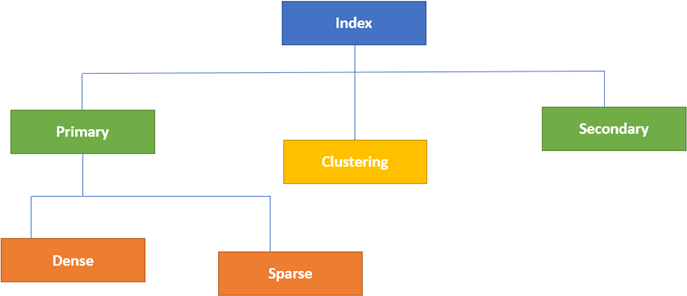 Index
Primary
Clustering
Secondary
Dense
Sparse